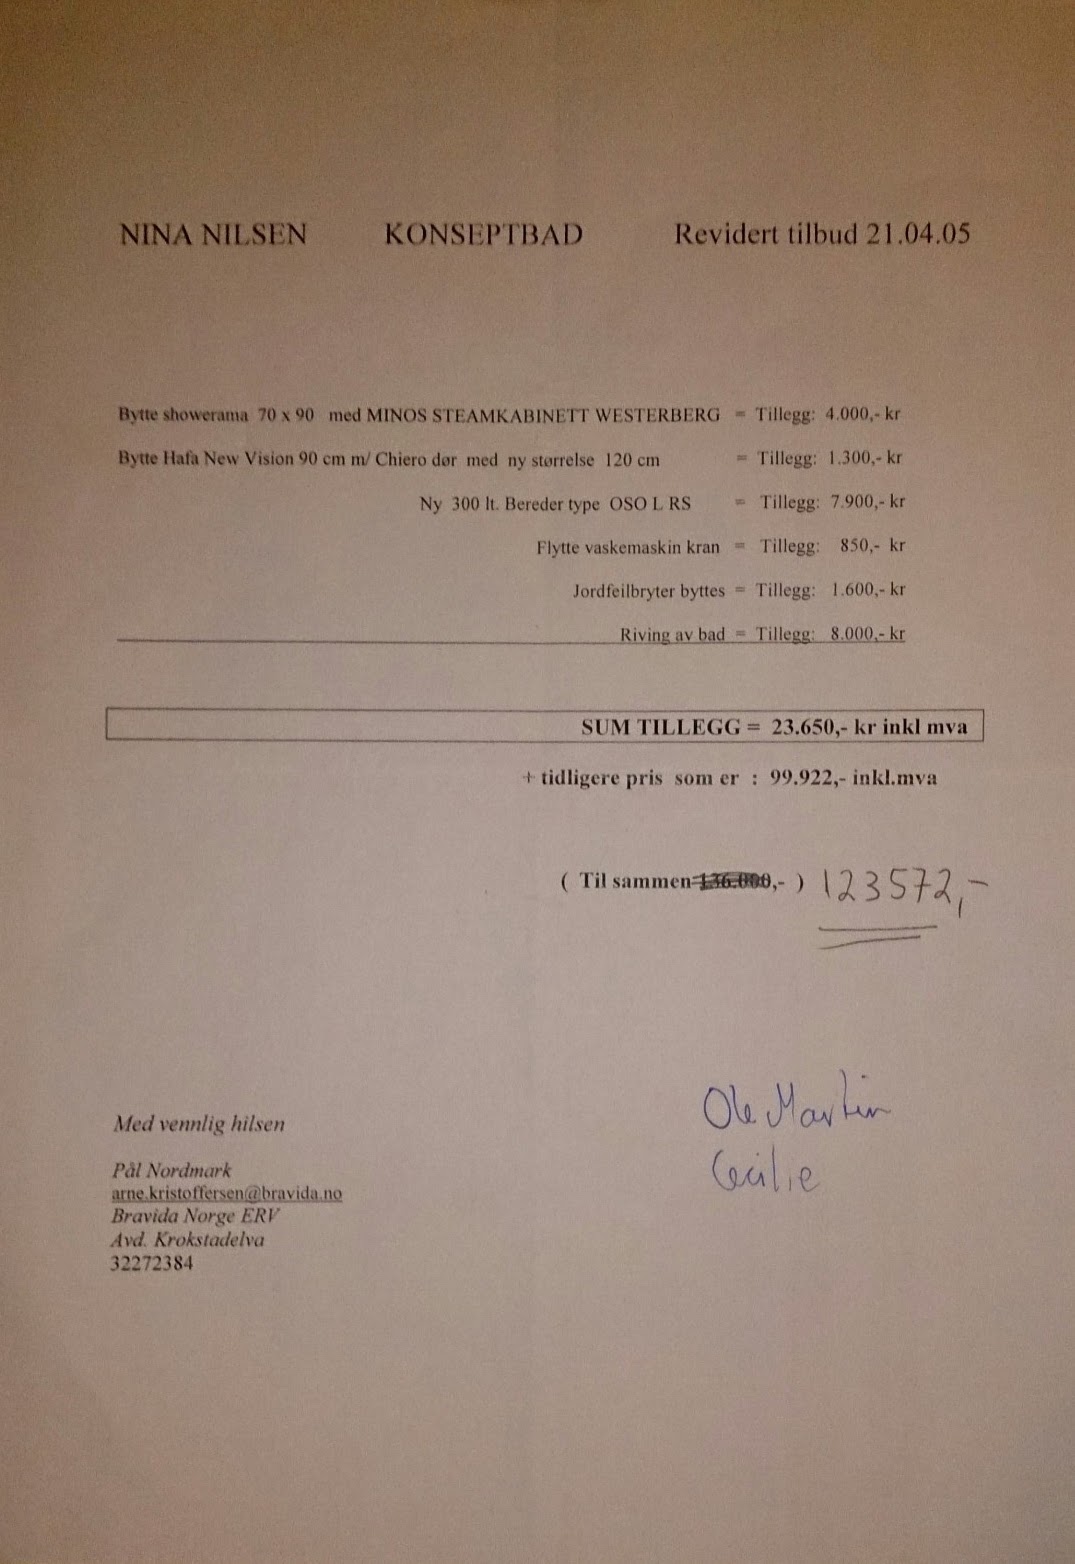 NINA NILSEN KONSEPTBAD Revidert tilbud 21.04.05
Bytte showerama 70 x 90 med MINOS STEAMKABINETT WESTERBERG = Tillegg: 4.000,- kr
Bytte Hafa New Vision 90 cm m/ Chiero dør med ny størrelse 120 cm = Tillegg: 1.300,- kr
Ny 300 lt. Bereder type OSO L RS = Tillegg: 7.900,- kr
Flytte vaskemaskin kran = Tillegg: 850,- kr
Jordfeilbryter byttes = Tillegg: 1.600,- kr
Riving av bad = Tillegg: 8.000,- kr
SUM TILLEGG = 23.650,- kr inkl mva
+ tidligere pris som er : 99.922,- inkl.mva
( Til sammen 136.000,- ) 123572,-
Ole Martin
Cecilie
Med vennlig hilsen
Pål Nordmark
arne.kristoffersen@bravida.no
Bravida Norge ERV
Avd. Krokstadelva
32272384